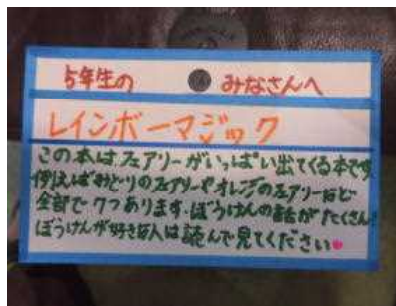 5年生の みなさんへ
レインボーマジック
この本はフェアリーがいっぱい出てくる本です
例えばみどりのフェアリーやオレンジのフェアリーなど
全部で7つあります。ぼうけんの話がたくさん!
ぼうけんが好きな人は読んで見てください